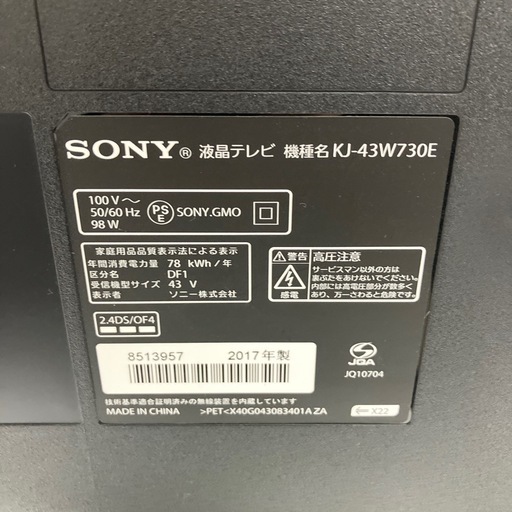 SONY® 液晶テレビ 機種名 KJ-43W730E
100 V～
50/60 Hz
98 W
PSE SONY.GMO
家庭用品品質表示法による表示
年間消費電力量 78 kWh/年
区分名 DF1
受信機型サイズ 43 V
ソニー株式会社
警告
感電
高圧注意
サービスマン以外の方は
裏ぶたをあけないでください。
内部には高電圧部分が数多く
あり、万一さわると危険です。
2.4DS/OF4
8513957 2017年製
JQA
JQ10704
技術基準適合証明済みの無線装置を内蔵しています
MADE IN CHINA >PET<X40G043083401A ZA
X22